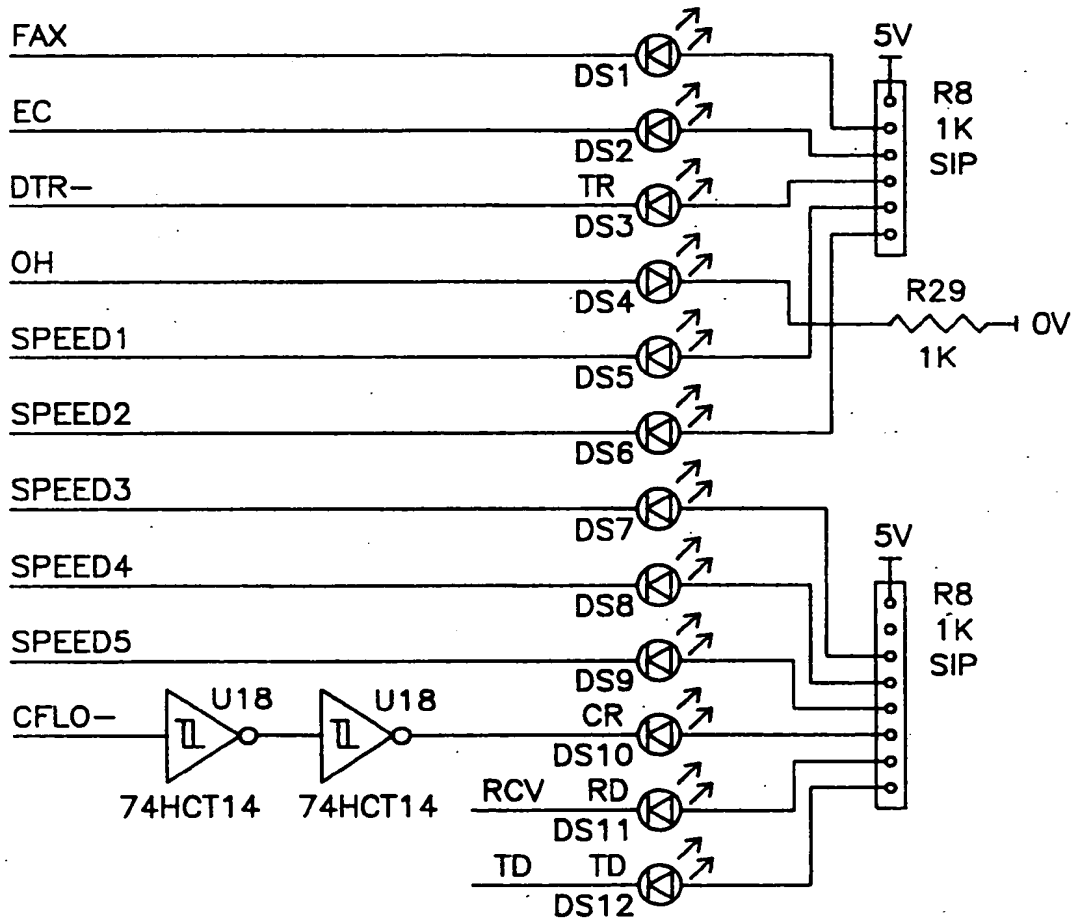 FAX
DS1
5V
R8
1K
SIP
EC
DS2
DTR-
TR
DS3
OH
DS4
R29
1K
0V
SPEED1
DS5
SPEED2
DS6
SPEED3
DS7
5V
R8
1K
SIP
SPEED4
DS8
SPEED5
DS9
CFLO-
U18
U18
74HCT14
74HCT14
CR
DS10
RCV
RD
DS11
TD
TD
DS12